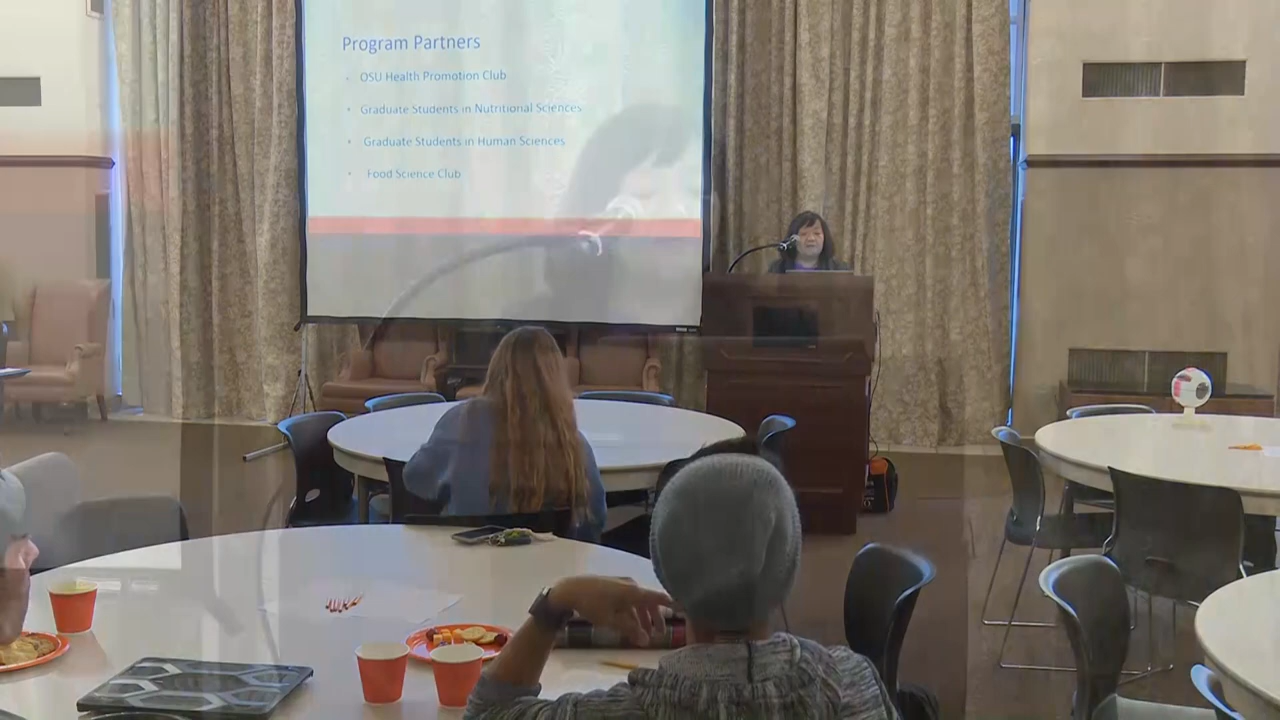 Program Partners
• OSU Health Promotion Club
• Graduate Students in Nutritional Sciences
• Graduate Students in Human Sciences
• Food Science Club